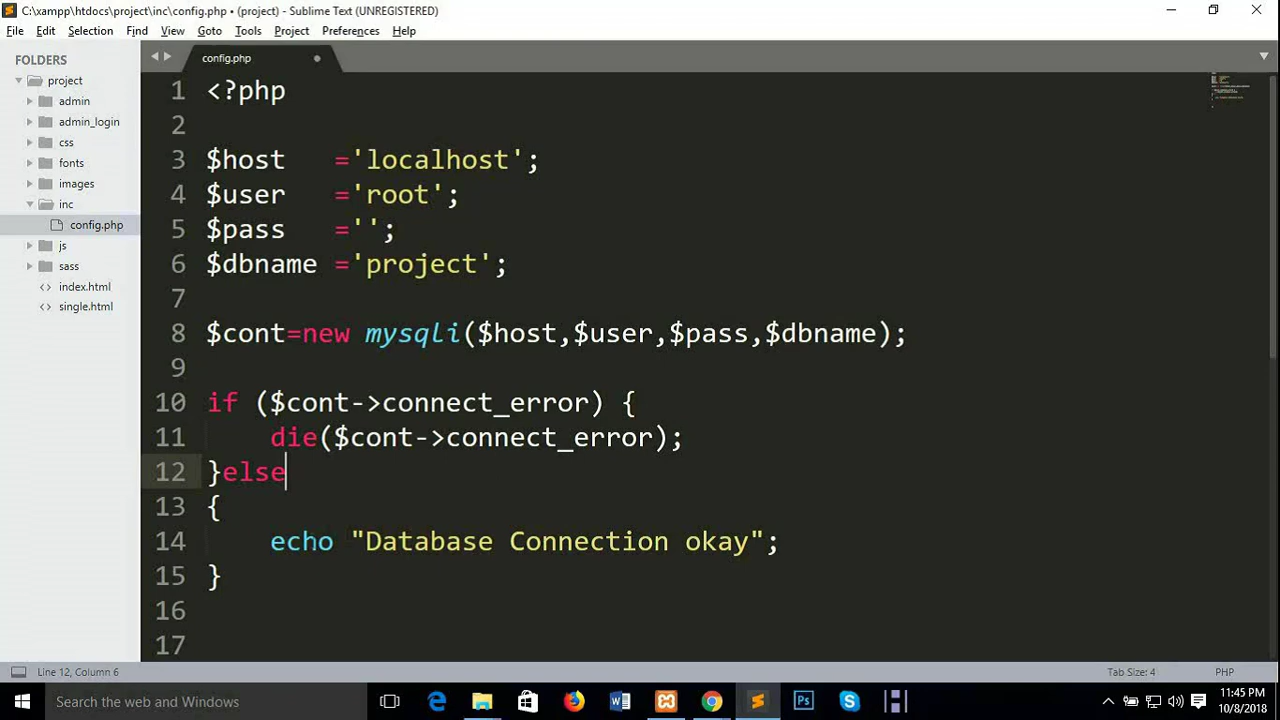 C:\xampp\htdocs\project\inc\config.php • (project) - Sublime Text (UNREGISTERED)
File Edit Selection Find View Goto Tools Project Preferences Help
FOLDERS
project
admin
admin_login
css
fonts
images
inc
config.php
js
sass
index.html
single.html
config.php
1 <?php
2
3 $host   ='localhost';
4 $user   ='root';
5 $pass   ='';
6 $dbname ='project';
7
8 $cont=new mysqli($host,$user,$pass,$dbname);
9
10 if ($cont->connect_error) {
11     die($cont->connect_error);
12 }else
13 {
14     echo "Database Connection okay";
15 }
16
17
Line 12, Column 6
Tab Size: 4
PHP
Search the web and Windows
11:45 PM
10/8/2018